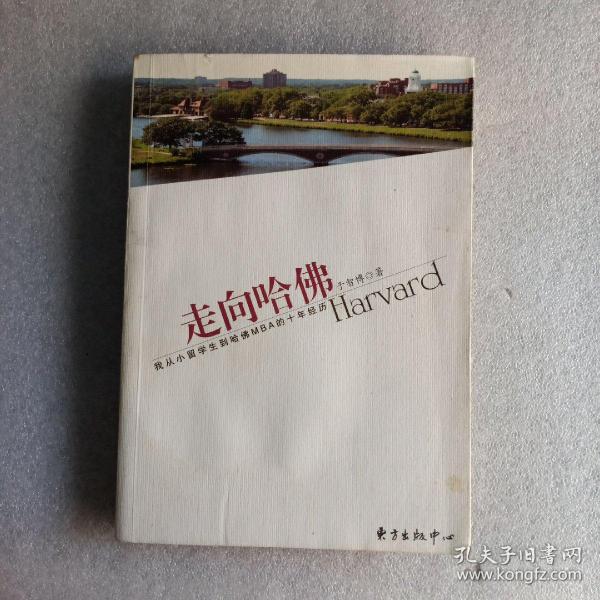 走向哈佛
于智博◎著
Harvard
我从小留学生到哈佛MBA的十年经历
东方出版中心
孔夫子旧书网
www.kongfz.com